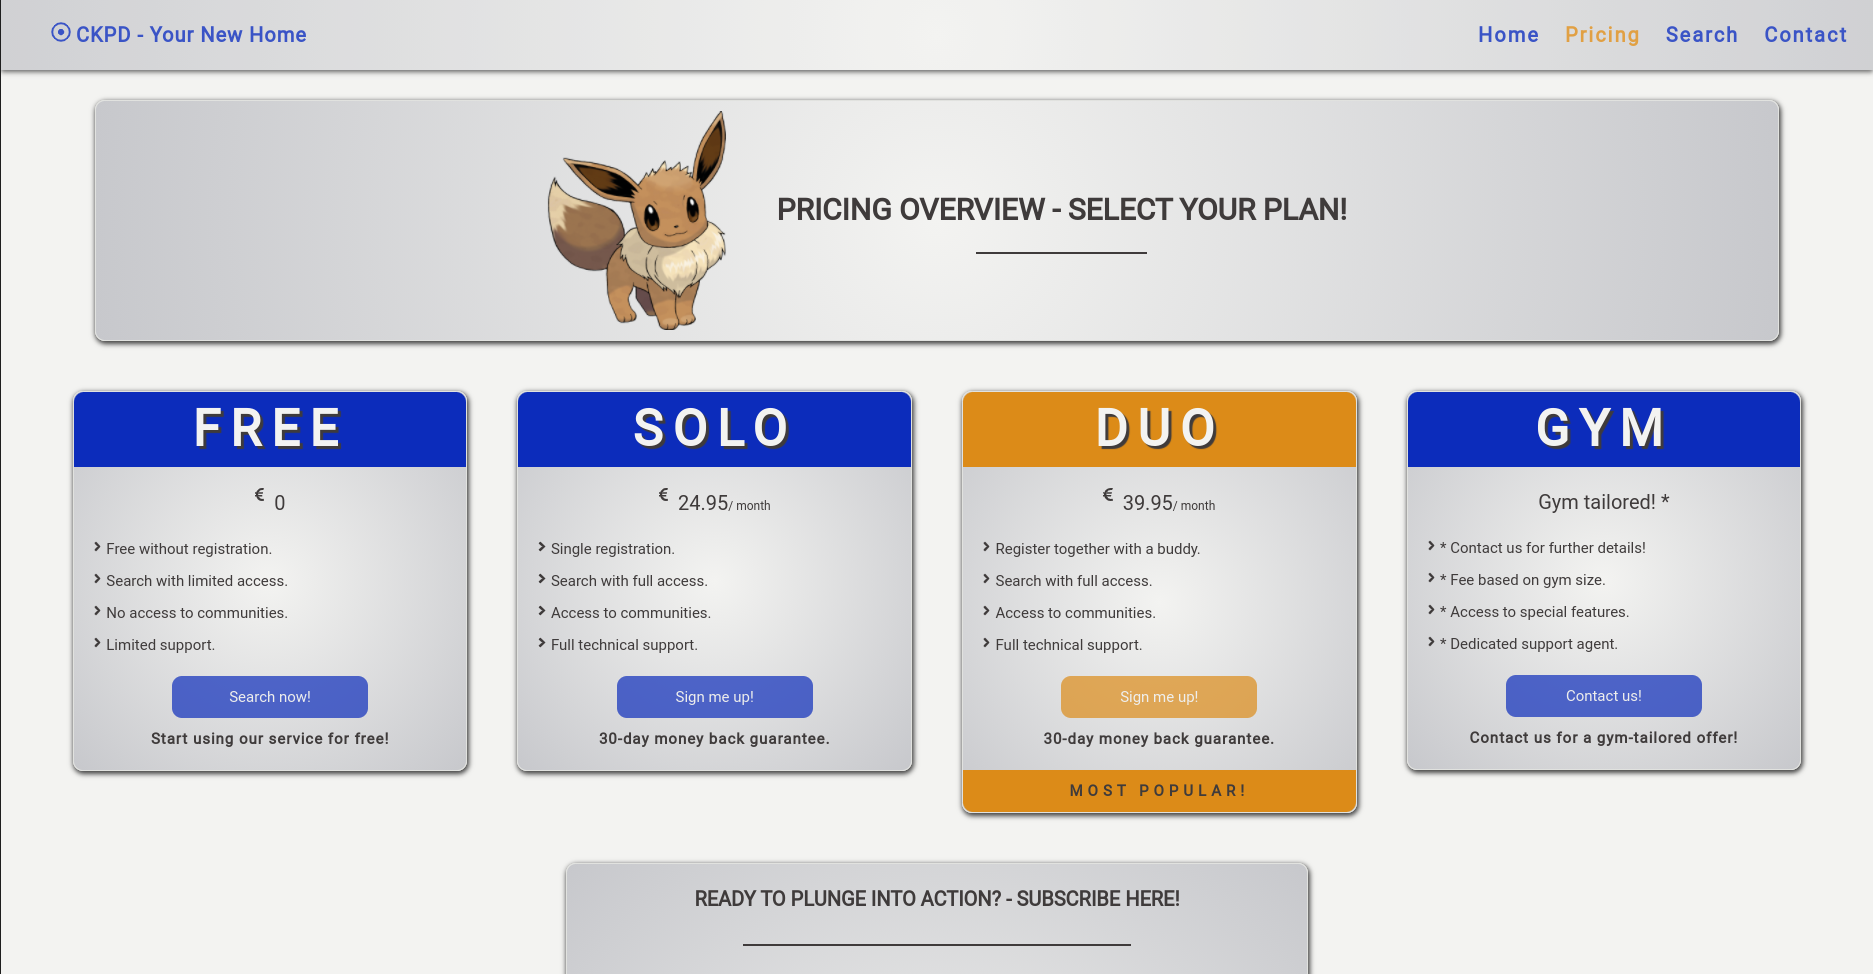 CKPD - Your New Home
Home Pricing Search Contact
PRICING OVERVIEW - SELECT YOUR PLAN!
FREE
€ 0
Free without registration.
Search with limited access.
No access to communities.
Limited support.
Search now!
Start using our service for free!
SOLO
€ 24.95/ month
Single registration.
Search with full access.
Access to communities.
Full technical support.
Sign me up!
30-day money back guarantee.
DUO
€ 39.95/ month
Register together with a buddy.
Search with full access.
Access to communities.
Full technical support.
Sign me up!
30-day money back guarantee.
MOST POPULAR!
GYM
Gym tailored! *
* Contact us for further details!
* Fee based on gym size.
* Access to special features.
* Dedicated support agent.
Contact us!
Contact us for a gym-tailored offer!
READY TO PLUNGE INTO ACTION? - SUBSCRIBE HERE!